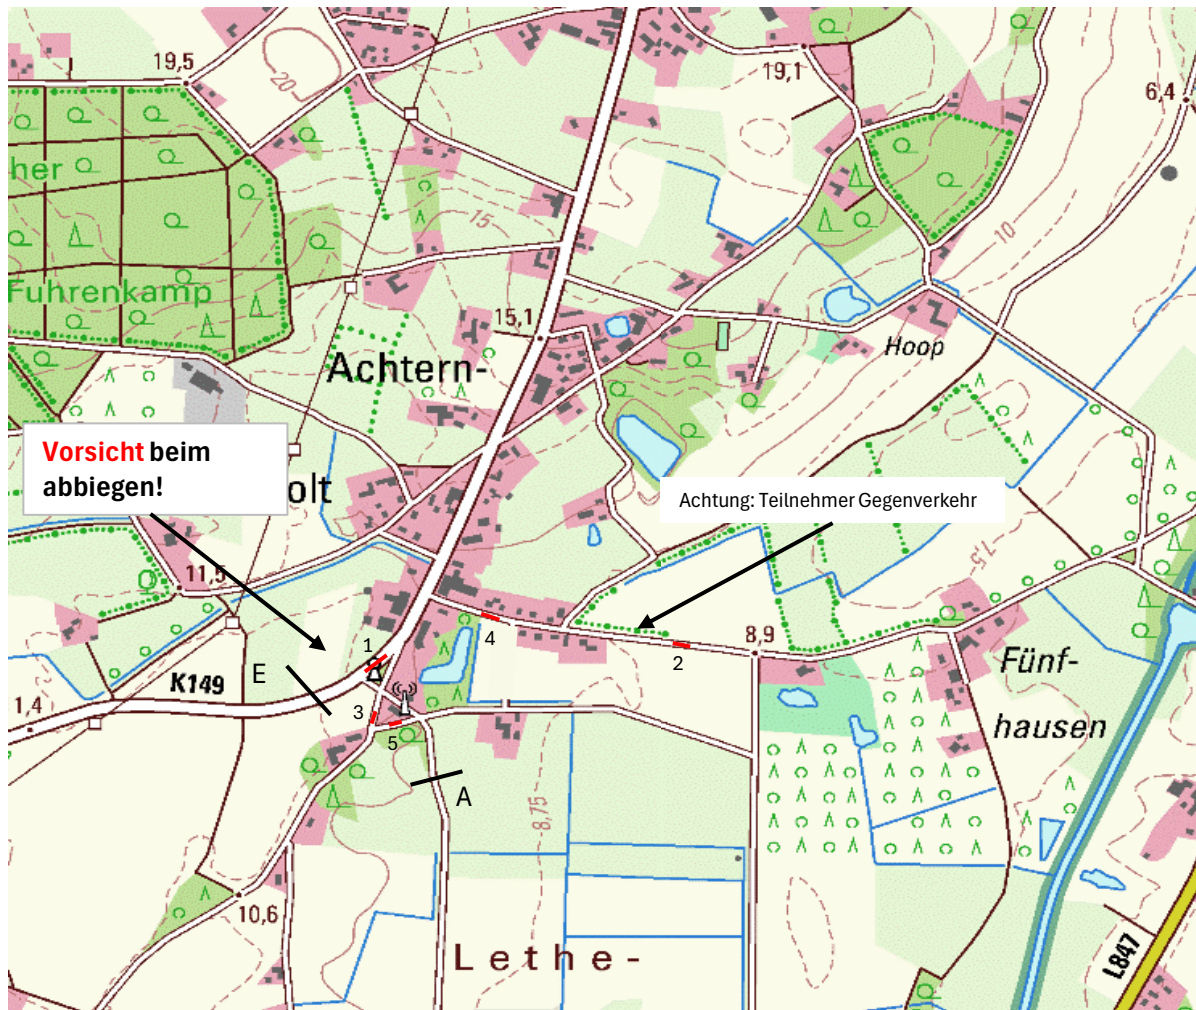 19,5
20
19,1
6,4
her
15
10
Fuhrenkamp
15,1
Hoop
Achtern-
Vorsicht beim
abbiegen!
olt
Achtung: Teilnehmer Gegenverkehr
11,5
7,5
4
1
2
8,9
E
K149
Fünf-
hausen
1,4
3
5
A
8,75
10,6
Lethe-
L847